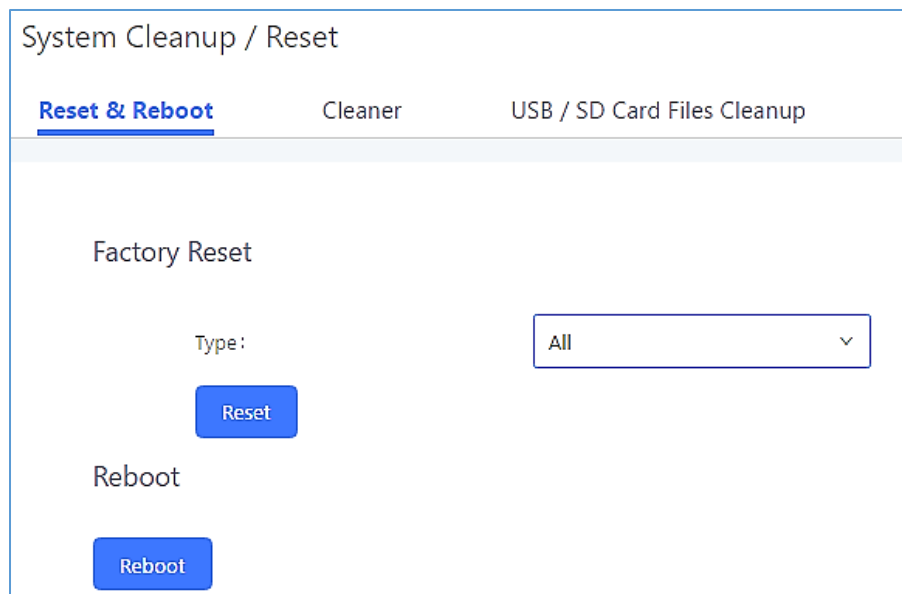 System Cleanup / Reset
Reset & Reboot Cleaner USB / SD Card Files Cleanup
Factory Reset
Type: All
Reset
Reboot
Reboot